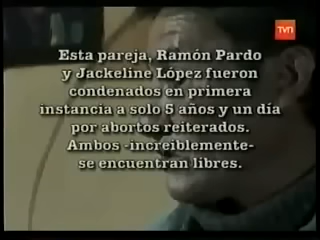 TVN
Esta pareja, Ramón Pardo
y Jackeline López fueron
condenados en primera
instancia a solo 5 años y un día
por abortos reiterados.
Ambos -increiblemente-
se encuentran libres.